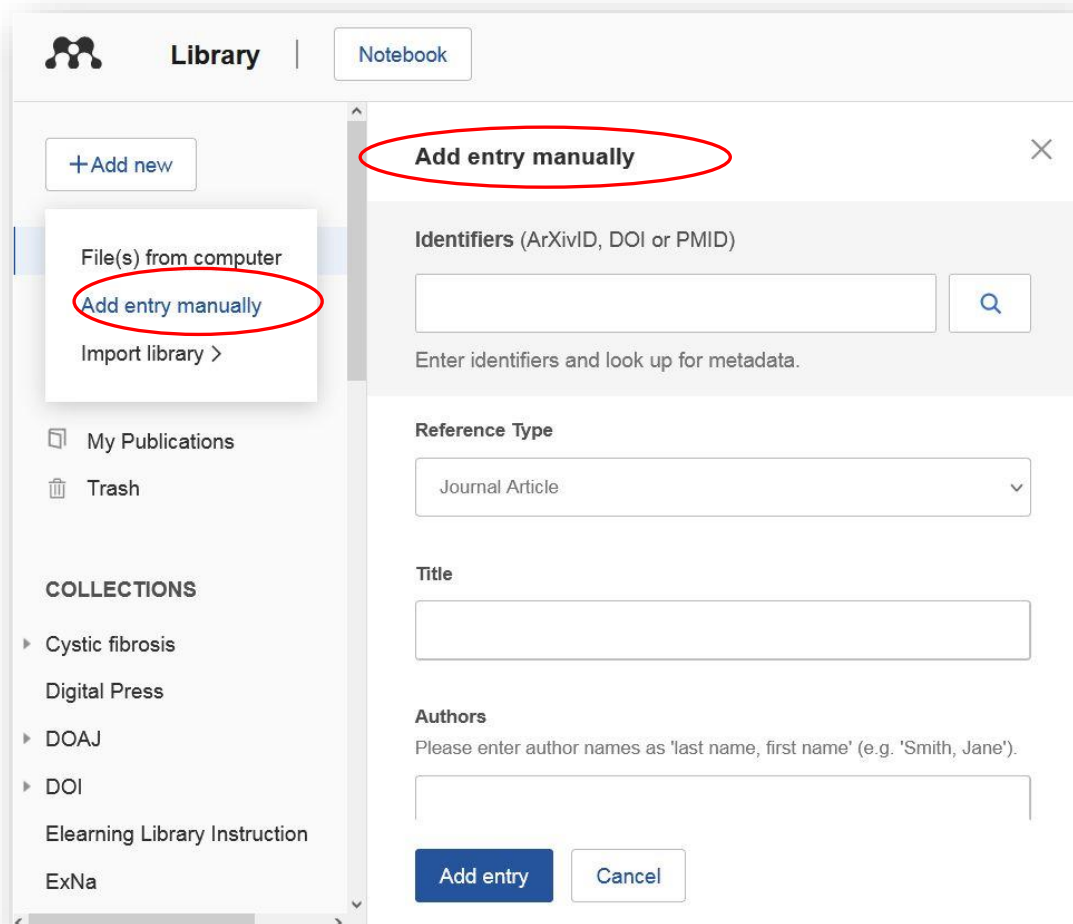 Library
Notebook
+Add new
File(s) from computer
Add entry manually
Import library >
My Publications
Trash
COLLECTIONS
Cystic fibrosis
Digital Press
DOAJ
DOI
Elearning Library Instruction
ExNa
Add entry manually
Identifiers (ArXivID, DOI or PMID)
Enter identifiers and look up for metadata.
Reference Type
Journal Article
Title
Authors
Please enter author names as 'last name, first name' (e.g. 'Smith, Jane').
Add entry
Cancel